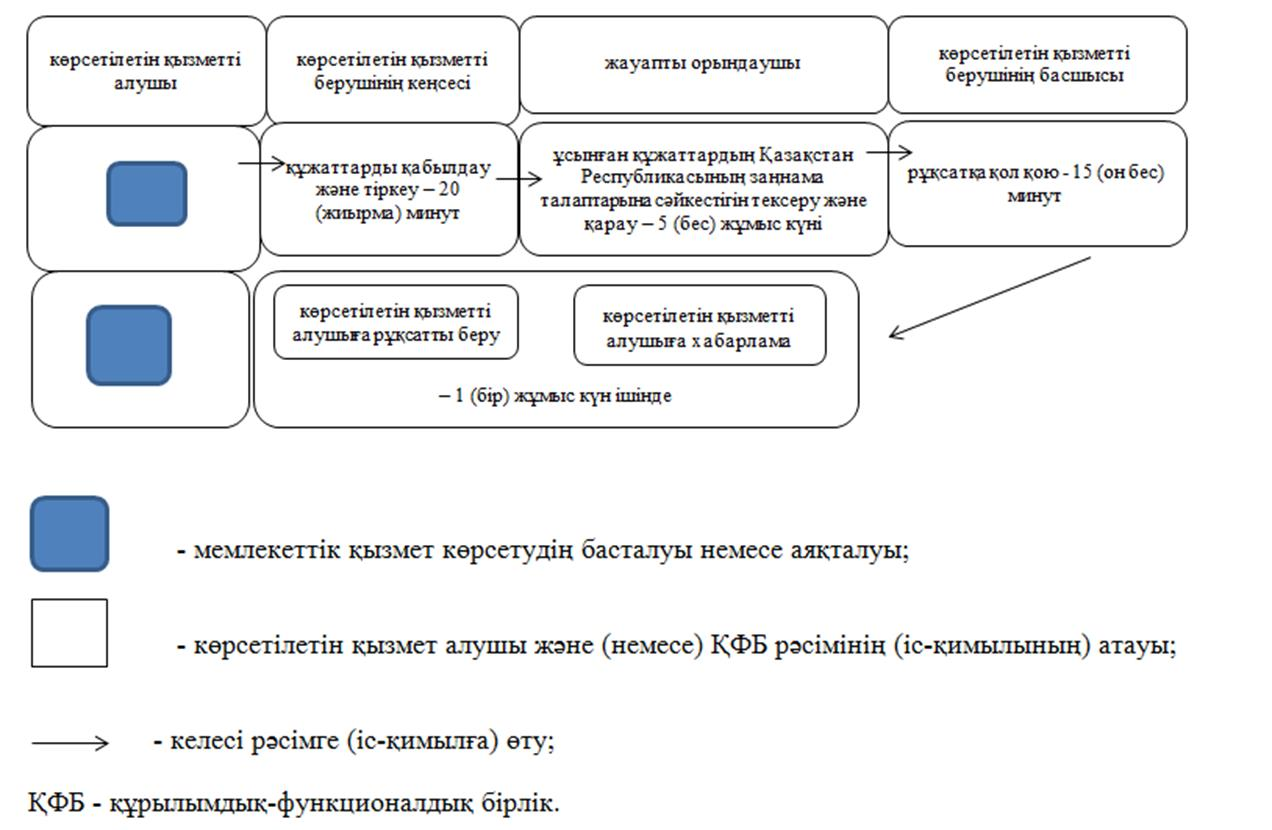 көрсетілетін қызметті
алушы
көрсетілетін қызметті
берушінің кеңсесі
жауапты орындаушы
көрсетілетін қызметті
берушінің басшысы
құжаттарды қабылдау
және тіркеу – 20
(жиырма) минут
ұсынған құжаттардың Қазақстан
Республикасының заңнама
талаптарына сәйкестігін тексеру және
қарау – 5 (бес) жұмыс күні
рұқсатқа қол қою - 15 (он бес)
минут
көрсетілетін қызметті
алушыға рұқсатты беру
көрсетілетін қызметті
алушыға хабарлама
– 1 (бір) жұмыс күн ішінде
- мемлекеттік қызмет көрсетудің басталуы немесе аяқталуы;
- көрсетілетін қызмет алушы және (немесе) ҚФБ рәсімінің (іс-қимылының) атауы;
- келесі рәсімге (іс-қимылға) өту;
ҚФБ - құрылымдық-функционалдық бірлік.